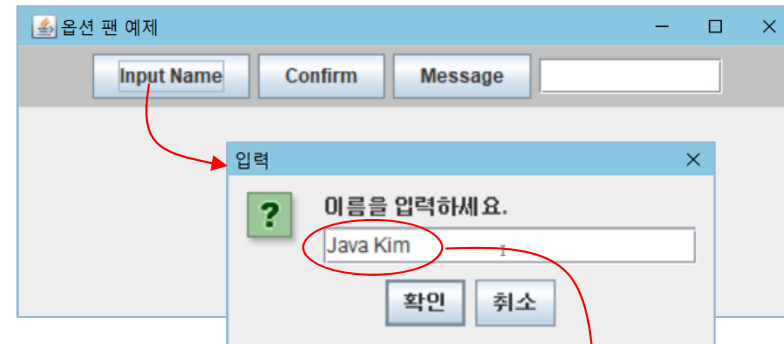 옵션 팬 예제
Input Name Confirm Message
입력
이름을 입력하세요.
Java Kim
확인 취소